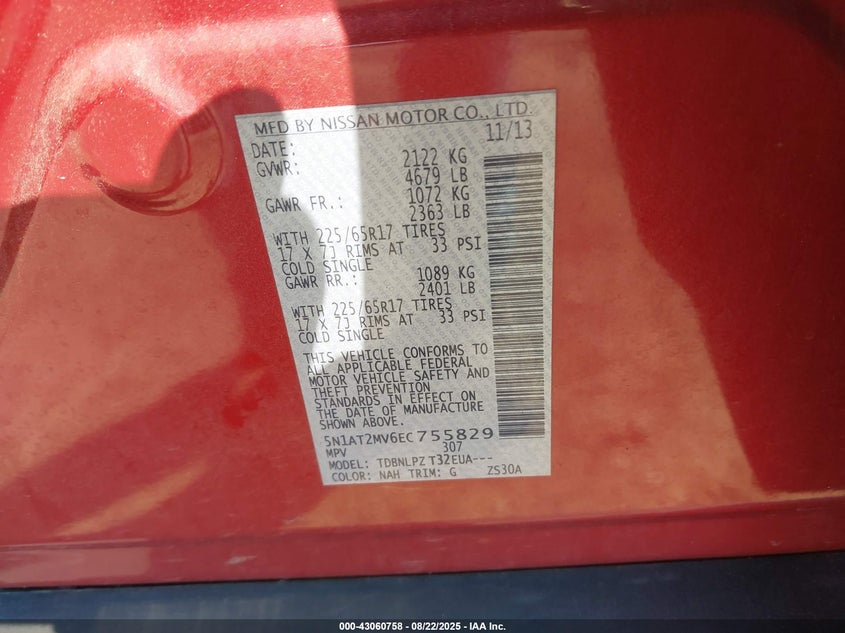 MFD BY NISSAN MOTOR CO., LTD.
DATE: 11/13
GVWR: 2122 KG
4679 LB
GAWR FR.: 1072 KG
2363 LB
WITH 225/65R17 TIRES
17 X 7J RIMS AT 33 PSI
COLD SINGLE
GAWR RR.: 1089 KG
2401 LB
WITH 225/65R17 TIRES
17 X 7J RIMS AT 33 PSI
COLD SINGLE
THIS VEHICLE CONFORMS TO
ALL APPLICABLE FEDERAL
MOTOR VEHICLE SAFETY AND
THEFT PREVENTION
STANDARDS IN EFFECT ON
THE DATE OF MANUFACTURE
SHOWN ABOVE.
5N1AT2MV6EC755829
MPV 307
MODEL: TDBNLPZ T32EUA---
COLOR: NAH TRIM: G ZS30A
000-43060758 - 08/22/2025 - IAA Inc.